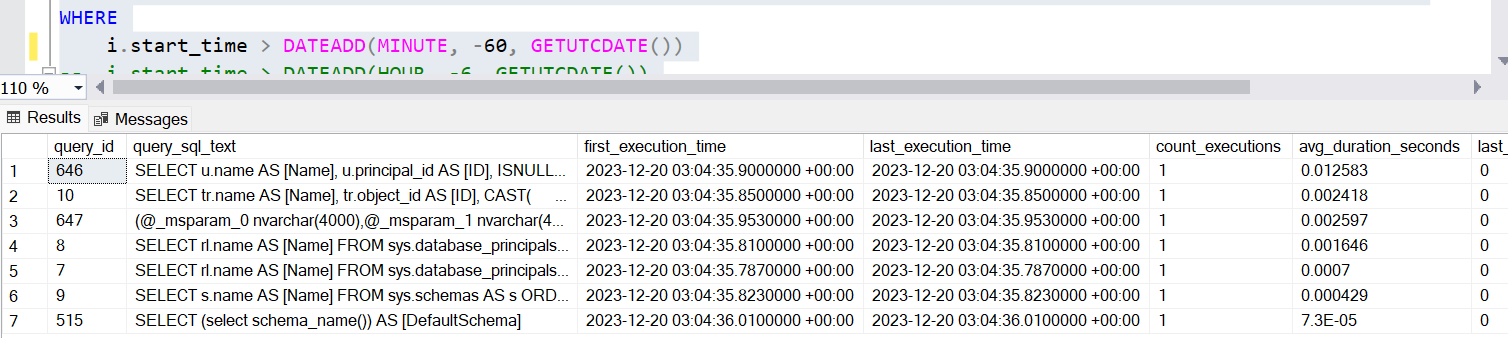 WHERE
i.start_time > DATEADD(MINUTE, -60, GETUTCDATE())
i.start_time > DATEADD(HOUR, -6, GETUTCDATE())
110 %
Results Messages
query_id query_sql_text first_execution_time last_execution_time count_executions avg_duration_seconds last_
1 646 SELECT u.name AS [Name], u.principal_id AS [ID], ISNULL... 2023-12-20 03:04:35.9000000 +00:00 2023-12-20 03:04:35.9000000 +00:00 1 0.012583 0
2 10 SELECT tr.name AS [Name], tr.object_id AS [ID], CAST( ... 2023-12-20 03:04:35.8500000 +00:00 2023-12-20 03:04:35.8500000 +00:00 1 0.002418 0
3 647 (@_msparam_0 nvarchar(4000),@_msparam_1 nvarchar(4... 2023-12-20 03:04:35.9530000 +00:00 2023-12-20 03:04:35.9530000 +00:00 1 0.002597 0
4 8 SELECT rl.name AS [Name] FROM sys.database_principals... 2023-12-20 03:04:35.8100000 +00:00 2023-12-20 03:04:35.8100000 +00:00 1 0.001646 0
5 7 SELECT rl.name AS [Name] FROM sys.database_principals... 2023-12-20 03:04:35.7870000 +00:00 2023-12-20 03:04:35.7870000 +00:00 1 0.0007 0
6 9 SELECT s.name AS [Name] FROM sys.schemas AS s ORD... 2023-12-20 03:04:35.8230000 +00:00 2023-12-20 03:04:35.8230000 +00:00 1 0.000429 0
7 515 SELECT (select schema_name()) AS [DefaultSchema] 2023-12-20 03:04:36.0100000 +00:00 2023-12-20 03:04:36.0100000 +00:00 1 7.3E-05 0